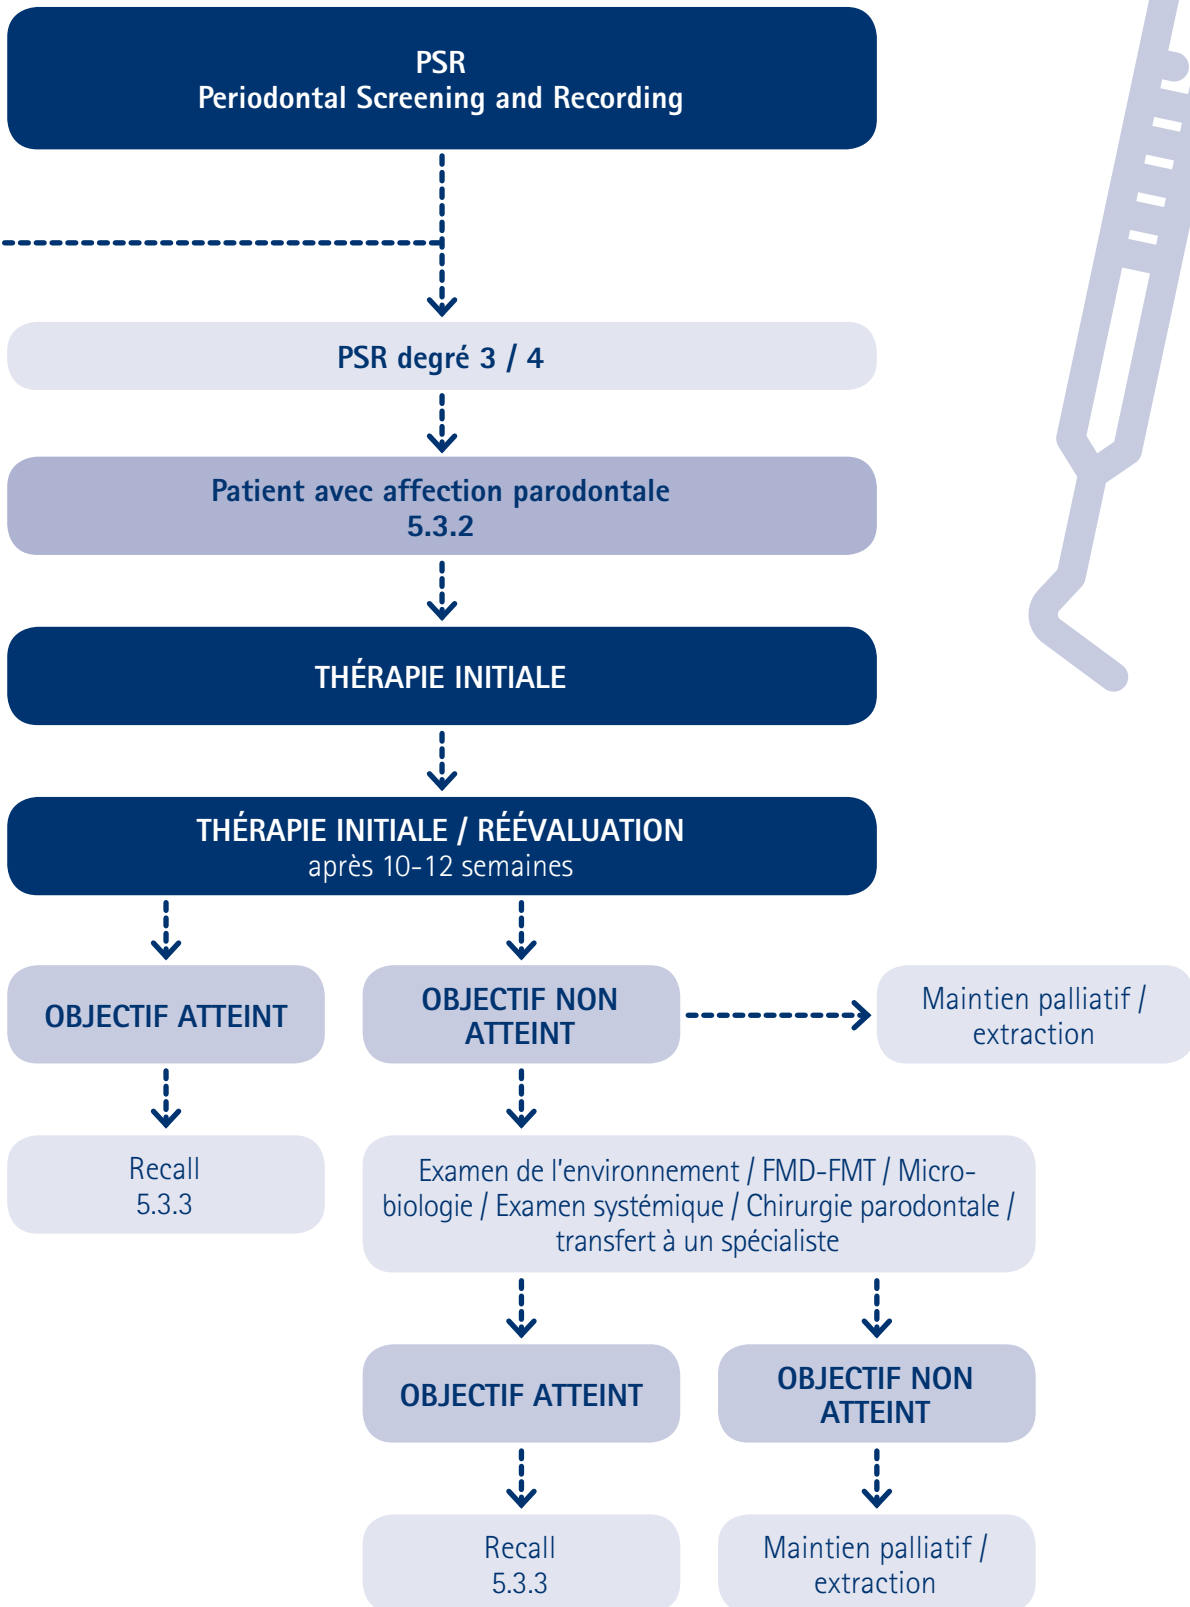 PSR
Periodontal Screening and Recording
PSR degré 3 / 4
Patient avec affection parodontale
5.3.2
THÉRAPIE INITIALE
THÉRAPIE INITIALE / RÉÉVALUATION
après 10-12 semaines
OBJECTIF ATTEINT
OBJECTIF NON
ATTEINT
Maintien palliatif /
extraction
Recall
5.3.3
Examen de l'environnement / FMD-FMT / Micro-
biologie / Examen systémique / Chirurgie parodontale /
transfert à un spécialiste
OBJECTIF ATTEINT
OBJECTIF NON
ATTEINT
Recall
5.3.3
Maintien palliatif /
extraction